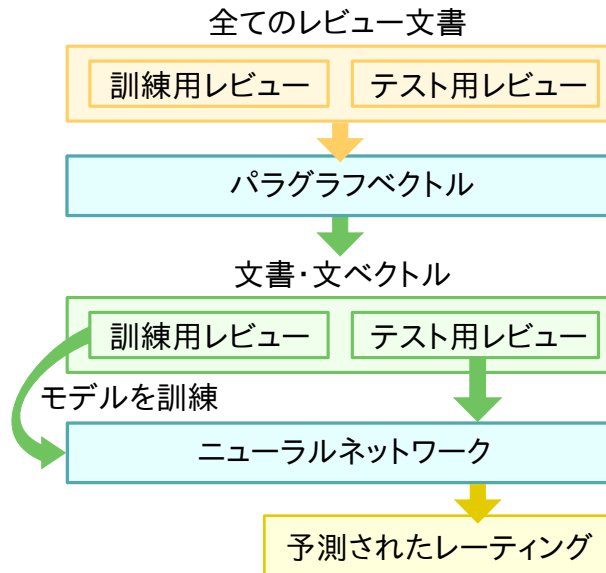 全てのレビュー文書
訓練用レビュー
テスト用レビュー
パラグラフベクトル
文書・文ベクトル
訓練用レビュー
テスト用レビュー
モデルを訓練
ニューラルネットワーク
予測されたレーティング